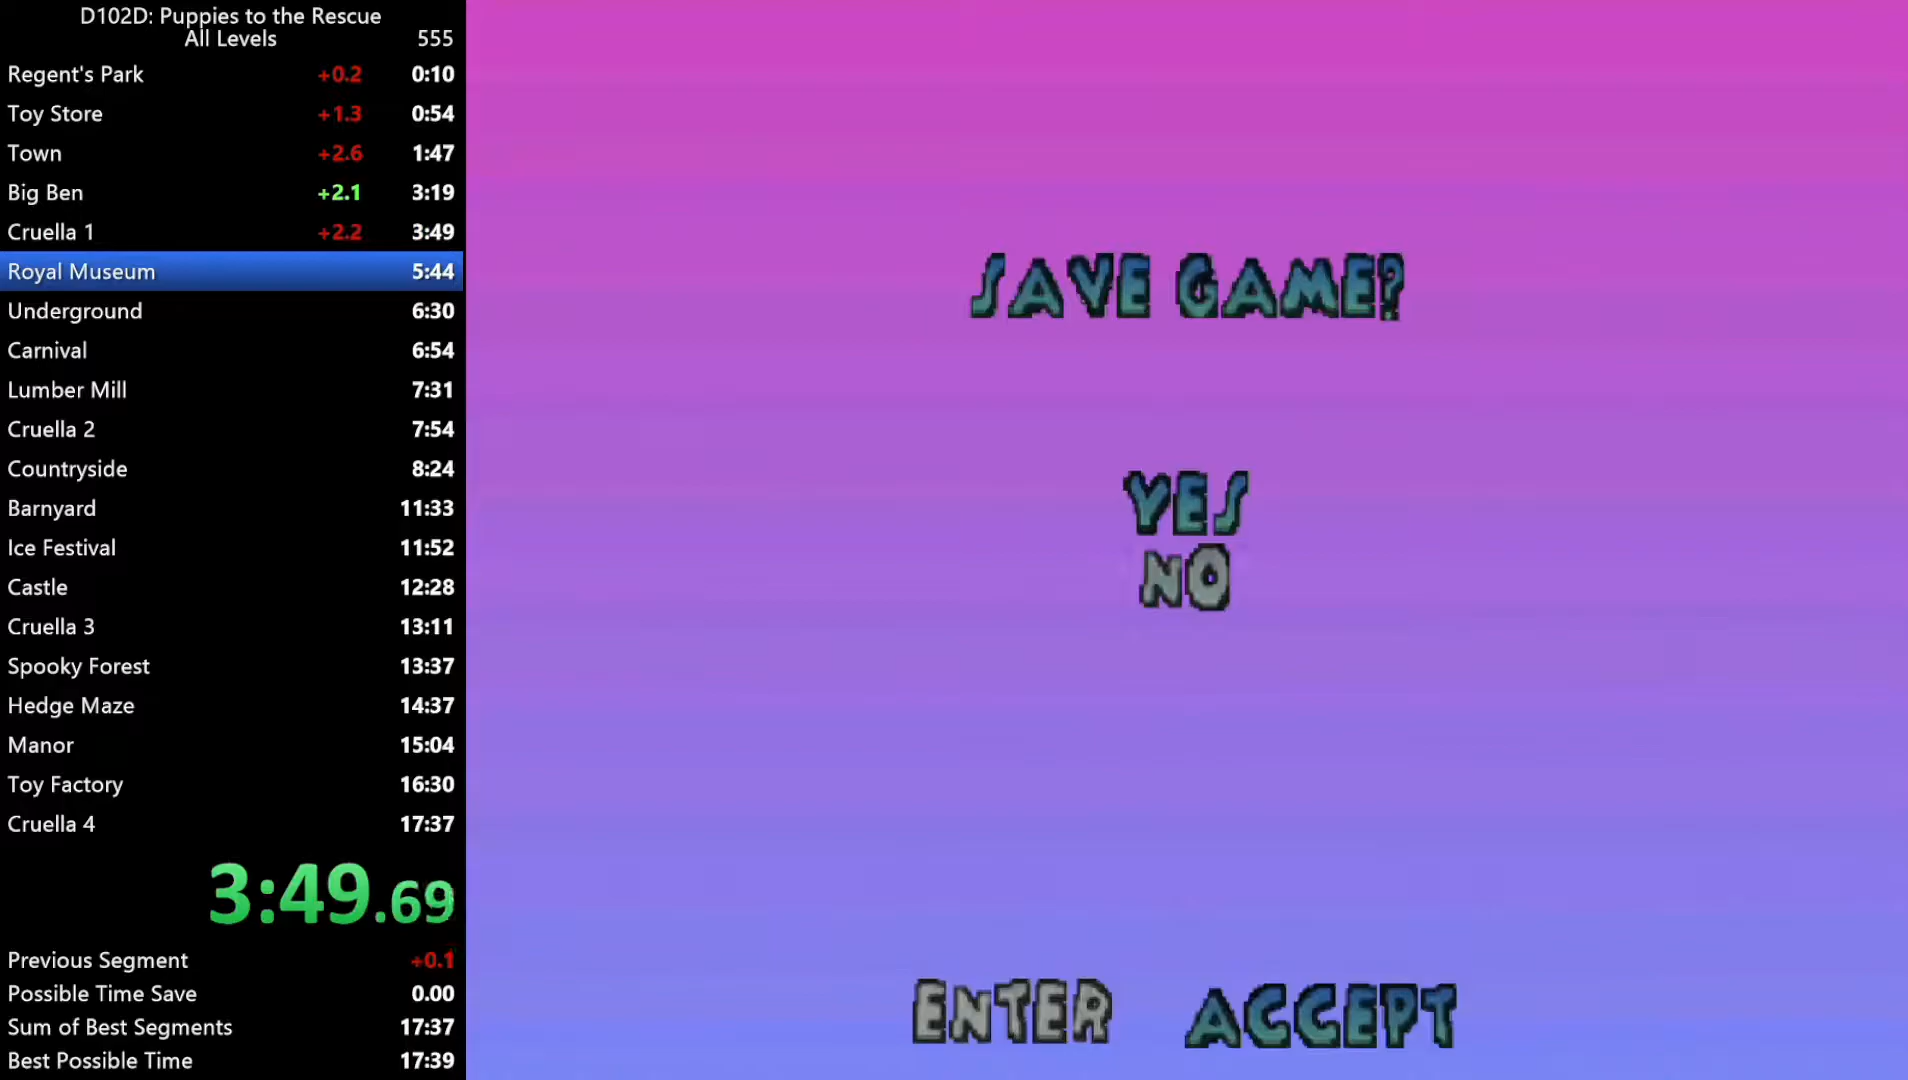 D102D: Puppies to the Rescue
All Levels 555
Regent's Park +0.2 0:10
Toy Store +1.3 0:54
Town +2.6 1:47
Big Ben +2.1 3:19
Cruella 1 +2.2 3:49
Royal Museum 5:44
Underground 6:30
Carnival 6:54
Lumber Mill 7:31
Cruella 2 7:54
Countryside 8:24
Barnyard 11:33
Ice Festival 11:52
Castle 12:28
Cruella 3 13:11
Spooky Forest 13:37
Hedge Maze 14:37
Manor 15:04
Toy Factory 16:30
Cruella 4 17:37
3:49.69
Previous Segment +0.1
Possible Time Save 0.00
Sum of Best Segments 17:37
Best Possible Time 17:39
SAVE GAME?
YES
NO
ENTER ACCEPT